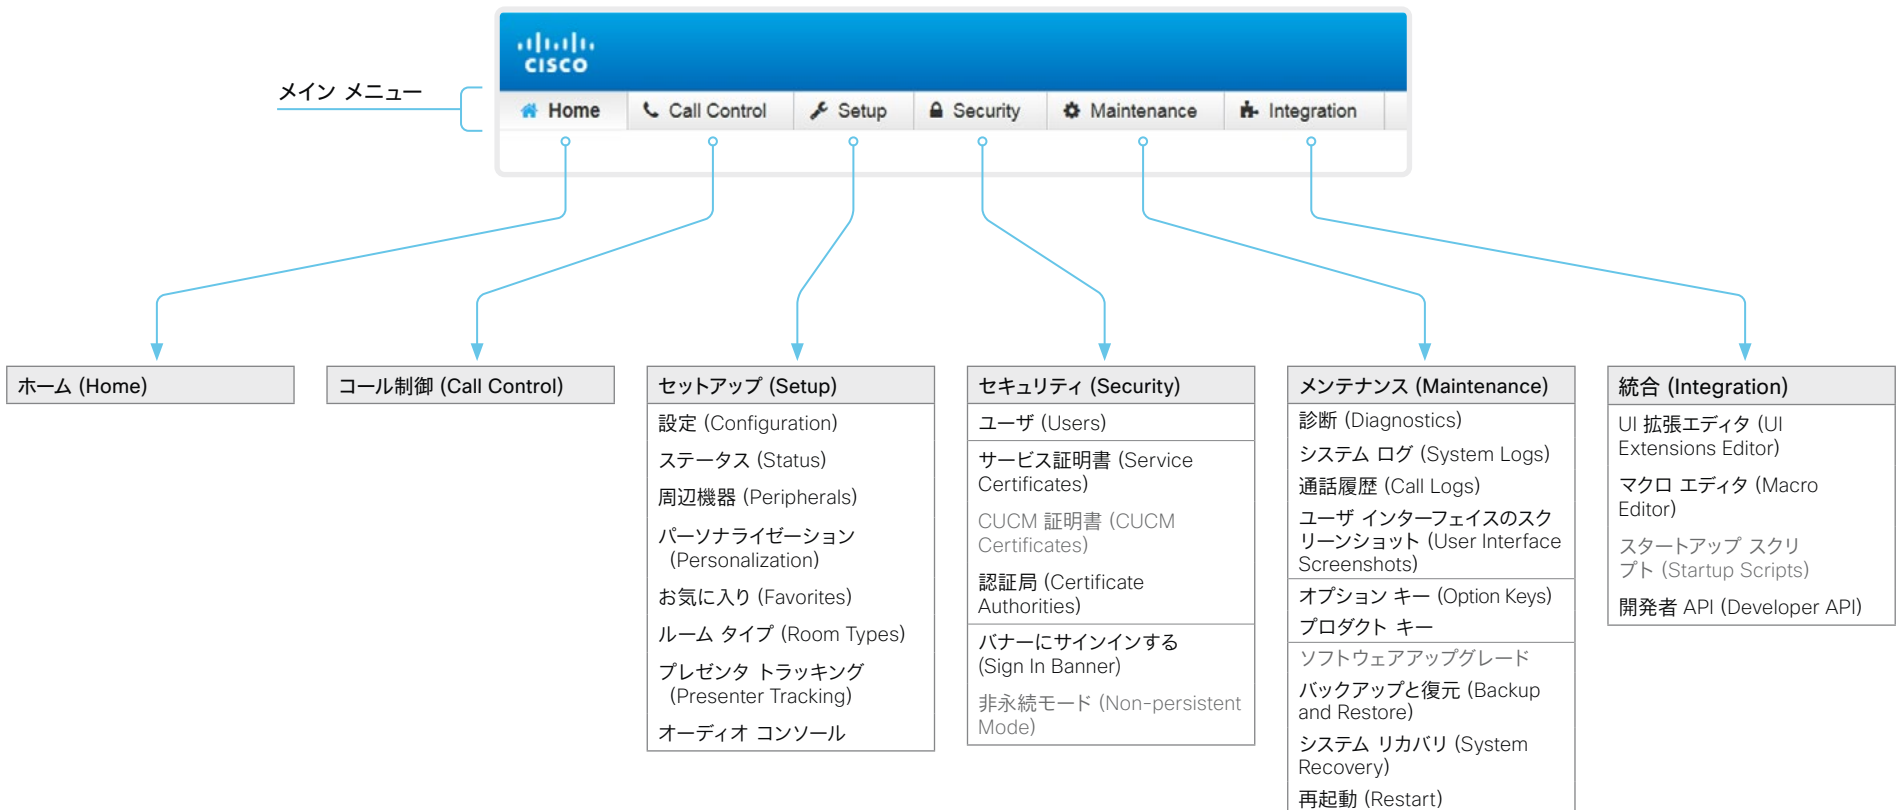 CISCO
メイン メニュー
Home
Call Control
Setup
Security
Maintenance
Integration
ホーム (Home)
コール制御 (Call Control)
セットアップ (Setup)
設定 (Configuration)
ステータス (Status)
周辺機器 (Peripherals)
パーソナライゼーション
(Personalization)
お気に入り (Favorites)
ルーム タイプ (Room Types)
プレゼンタ トラッキング
(Presenter Tracking)
オーディオ コンソール
セキュリティ (Security)
ユーザ (Users)
サービス証明書 (Service
Certificates)
CUCM 証明書 (CUCM
Certificates)
認証局 (Certificate
Authorities)
バナーにサインインする
(Sign In Banner)
非永続モード (Non-persistent
Mode)
メンテナンス (Maintenance)
診断 (Diagnostics)
システム ログ (System Logs)
通話履歴 (Call Logs)
ユーザ インターフェイスのスク
リーンショット (User Interface
Screenshots)
オプション キー (Option Keys)
プロダクト キー
ソフトウェアアップグレード
バックアップと復元 (Backup
and Restore)
システム リカバリ (System
Recovery)
再起動 (Restart)
統合 (Integration)
UI 拡張エディタ (UI
Extensions Editor)
マクロ エディタ (Macro
Editor)
スタートアップ スクリ
プト (Startup Scripts)
開発者 API (Developer API)